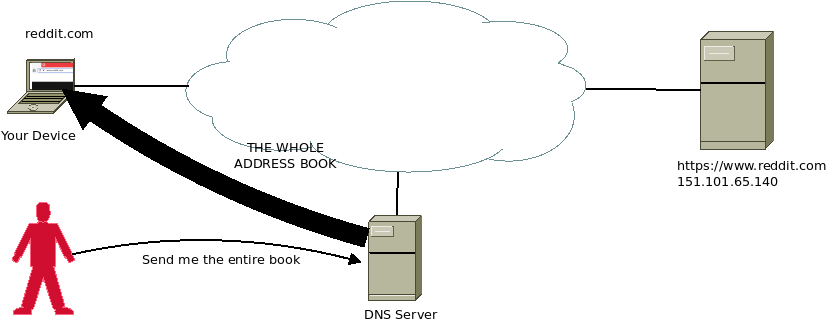 reddit.com
Your Device
THE WHOLE
ADDRESS BOOK
https://www.reddit.com
151.101.65.140
Send me the entire book
DNS Server